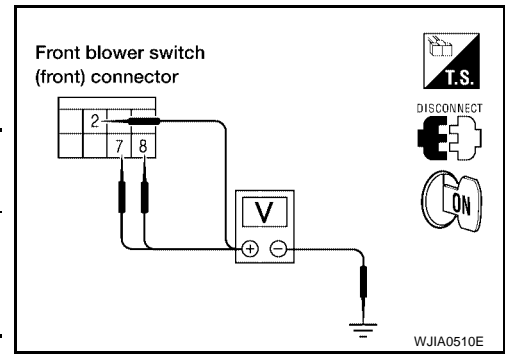 Front blower switch
(front) connector
T.S.
DISCONNECT
2
7 8
ON
V
+ −
WJIA0510E